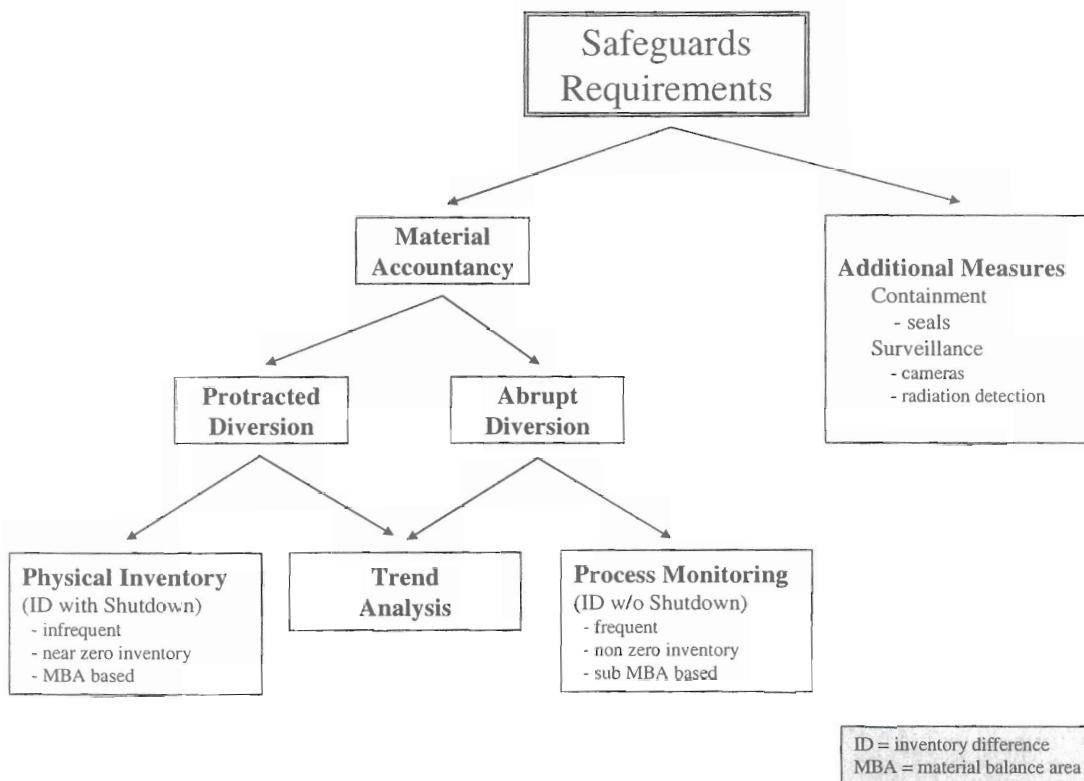 Safeguards
Requirements
Material
Accountancy
Additional Measures
Containment
- seals
Surveillance
- cameras
- radiation detection
Protracted
Diversion
Abrupt
Diversion
Physical Inventory
(ID with Shutdown)
- infrequent
- near zero inventory
- MBA based
Trend
Analysis
Process Monitoring
(ID w/o Shutdown)
- frequent
- non zero inventory
- sub MBA based
ID = inventory difference
MBA = material balance area